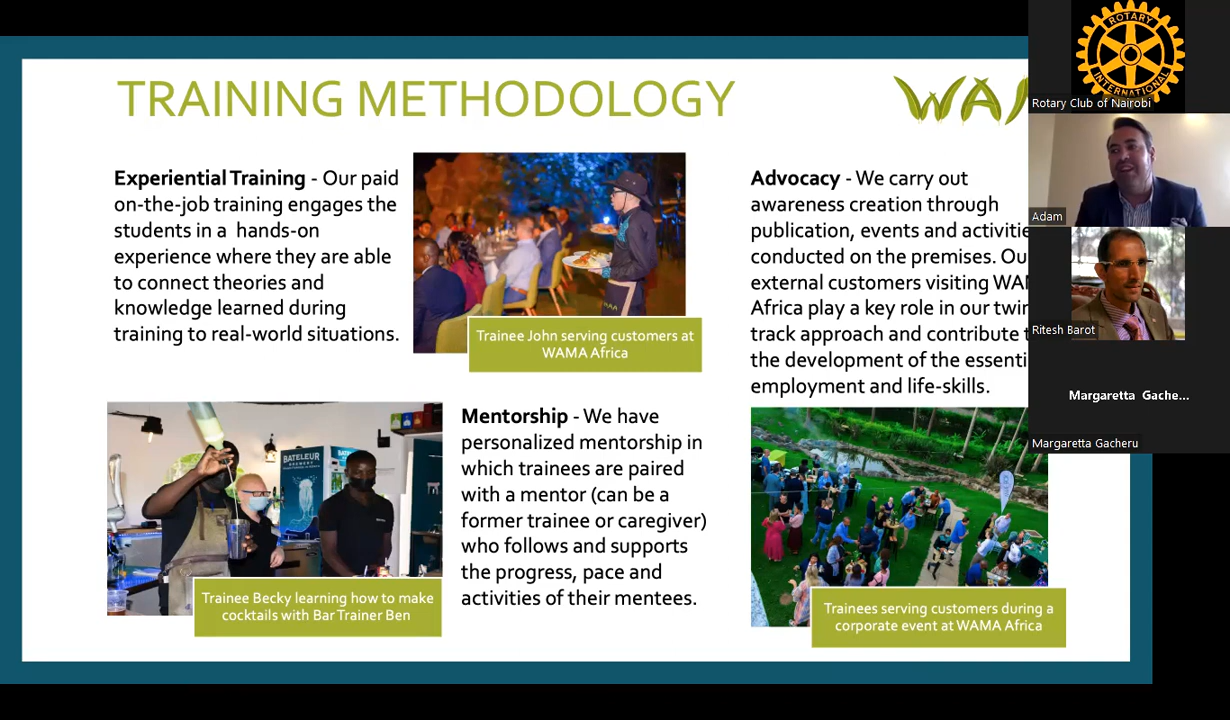 TRAINING METHODOLOGY
WAM
Experiential Training - Our paid
on-the-job training engages the
students in a hands-on
experience where they are able
to connect theories and
knowledge learned during
training to real-world situations.
Trainee John serving customers at
WAMA Africa
BATELEUR
BREWERY
Trainee Becky learning how to make
cocktails with Bar Trainer Ben
Mentorship - We have
personalized mentorship in
which trainees are paired
with a mentor (can be a
former trainee or caregiver)
who follows and supports
the progress, pace and
activities of their mentees.
Advocacy - We carry out
awareness creation through
publication, events and activitie
conducted on the premises. Ou
external customers visiting WA
Africa play a key role in our twin
track approach and contribute t
the development of the essenti
employment and life-skills.
Trainees serving customers during a
corporate event at WAMA Africa
ROTARY
INTERNATIONAL
Rotary Club of Nairobi
Adam
Ritesh Barot
Margaretta Gache...
Margaretta Gacheru